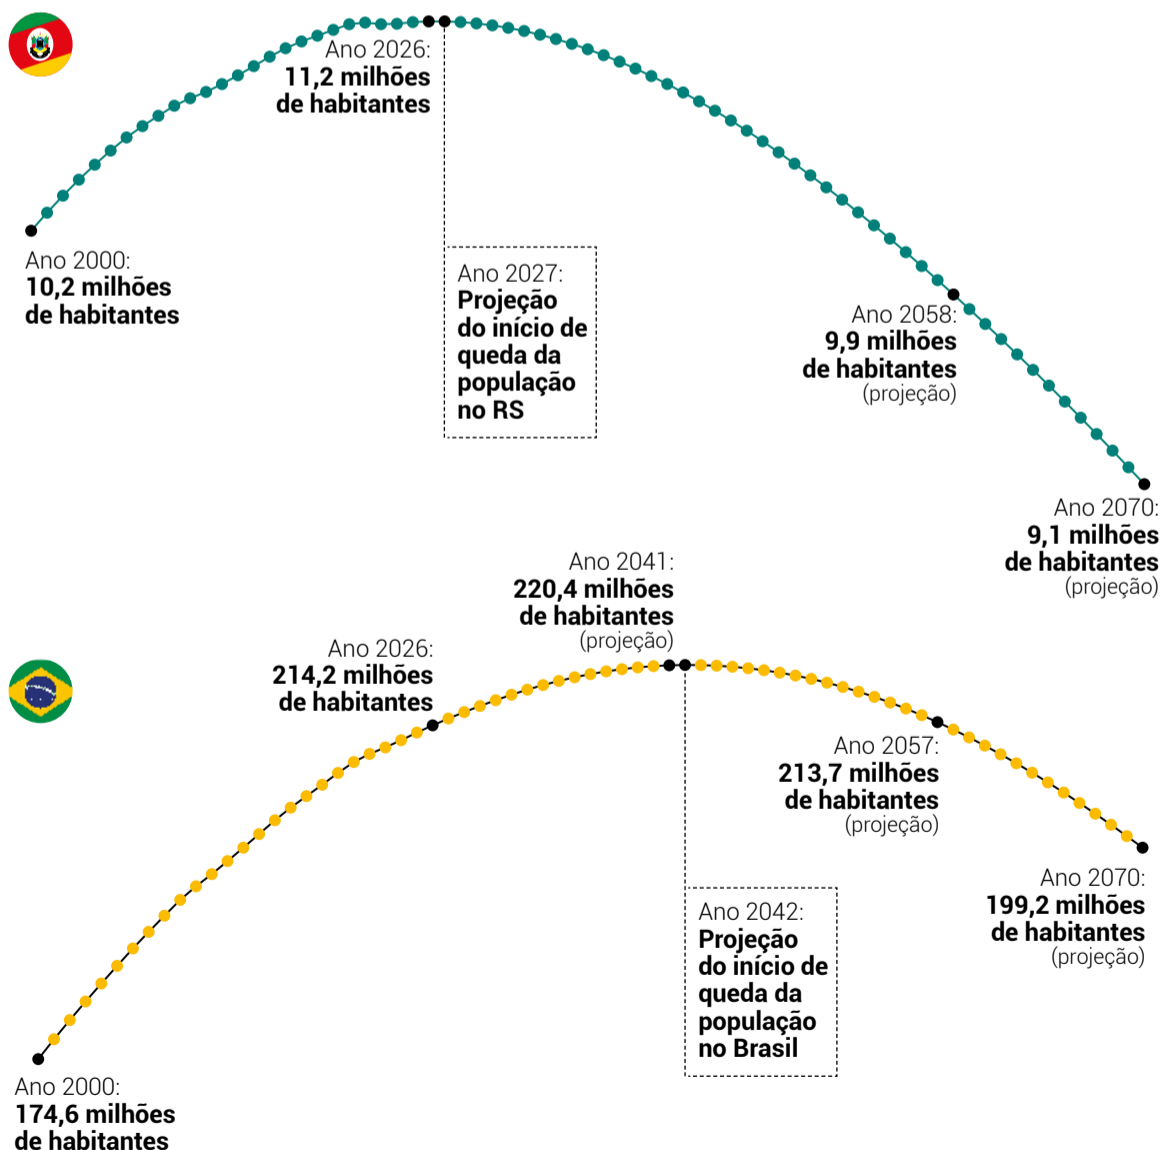 Ano 2026:
11,2 milhões
de habitantes
Ano 2000:
10,2 milhões
de habitantes
Ano 2027:
Projeção
do início de
queda da
população
no RS
Ano 2058:
9,9 milhões
de habitantes
(projeção)
Ano 2070:
9,1 milhões
de habitantes
(projeção)
Ano 2041:
220,4 milhões
de habitantes
(projeção)
Ano 2026:
214,2 milhões
de habitantes
Ano 2057:
213,7 milhões
de habitantes
(projeção)
Ano 2070:
199,2 milhões
de habitantes
(projeção)
Ano 2042:
Projeção
do início de
queda da
população
no Brasil
Ano 2000:
174,6 milhões
de habitantes